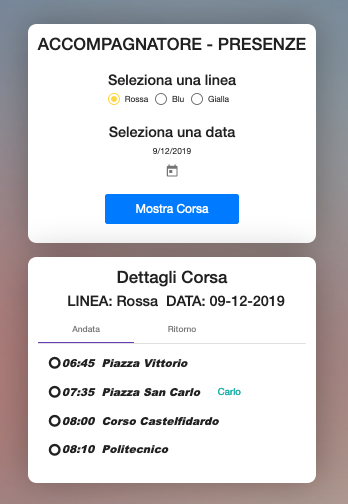 ACCOMPAGNATORE - PRESENZE
Seleziona una linea
Rossa Blu Gialla
Seleziona una data
9/12/2019
Mostra Corsa
Dettagli Corsa
LINEA: Rossa DATA: 09-12-2019
Andata Ritorno
06:45 Piazza Vittorio
07:35 Piazza San Carlo Carlo
08:00 Corso Castelfidardo
08:10 Politecnico